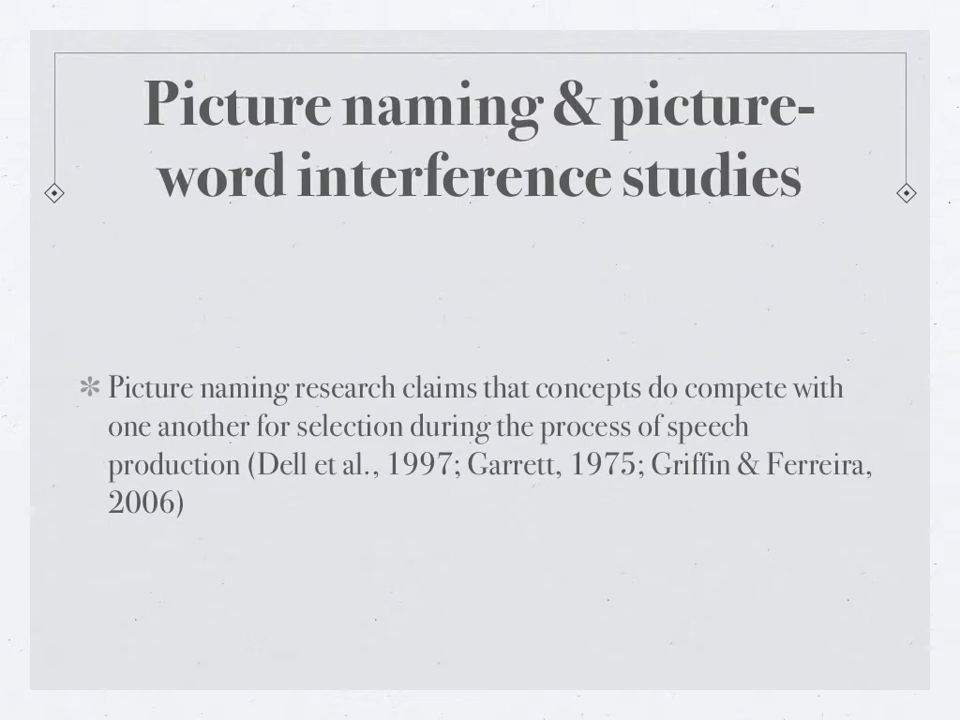 Picture naming & picture-
word interference studies
✻ Picture naming research claims that concepts do compete with
one another for selection during the process of speech
production (Dell et al., 1997; Garrett, 1975; Griffin & Ferreira,
2006)